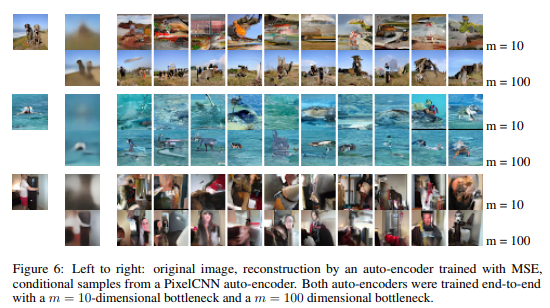 m = 10
m = 100
m = 10
m = 100
m = 10
m = 100
Figure 6: Left to right: original image, reconstruction by an auto-encoder trained with MSE,
conditional samples from a PixelCNN auto-encoder. Both auto-encoders were trained end-to-end
with a m = 10-dimensional bottleneck and a m = 100 dimensional bottleneck.